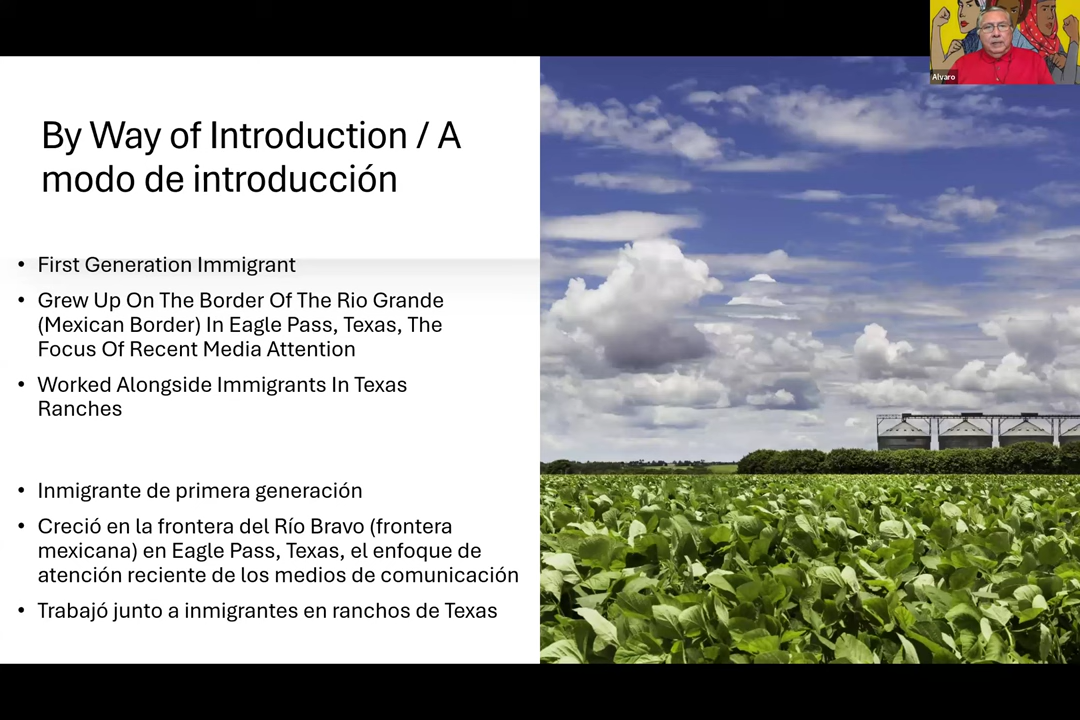 By Way of Introduction / A
modo de introducción
• First Generation Immigrant
• Grew Up On The Border Of The Rio Grande
(Mexican Border) In Eagle Pass, Texas, The
Focus Of Recent Media Attention
• Worked Alongside Immigrants In Texas
Ranches
• Inmigrante de primera generación
• Creció en la frontera del Río Bravo (frontera
mexicana) en Eagle Pass, Texas, el enfoque de
atención reciente de los medios de comunicación
• Trabajó junto a inmigrantes en ranchos de Texas
Alvaro